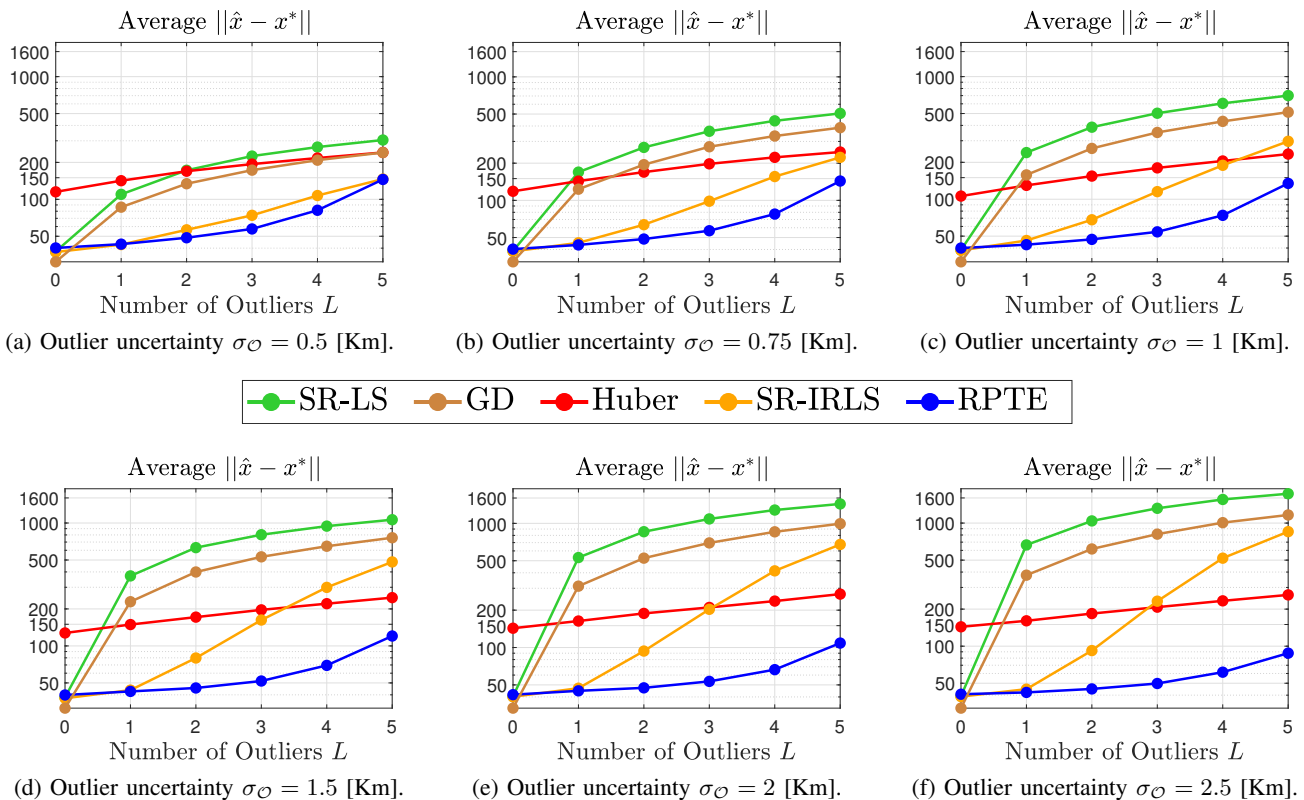 Average ||x̂ − x*||
1600
1000
500
200
150
100
50
0 1 2 3 4 5
Number of Outliers L
(a) Outlier uncertainty σ_𝒪 = 0.5 [Km].
Average ||x̂ − x*||
1600
1000
500
200
150
100
50
0 1 2 3 4 5
Number of Outliers L
(b) Outlier uncertainty σ_𝒪 = 0.75 [Km].
Average ||x̂ − x*||
1600
1000
500
200
150
100
50
0 1 2 3 4 5
Number of Outliers L
(c) Outlier uncertainty σ_𝒪 = 1 [Km].
SR-LS GD Huber SR-IRLS RPTE
Average ||x̂ − x*||
1600
1000
500
200
150
100
50
0 1 2 3 4 5
Number of Outliers L
(d) Outlier uncertainty σ_𝒪 = 1.5 [Km].
Average ||x̂ − x*||
1600
1000
500
200
150
100
50
0 1 2 3 4 5
Number of Outliers L
(e) Outlier uncertainty σ_𝒪 = 2 [Km].
Average ||x̂ − x*||
1600
1000
500
200
150
100
50
0 1 2 3 4 5
Number of Outliers L
(f) Outlier uncertainty σ_𝒪 = 2.5 [Km].